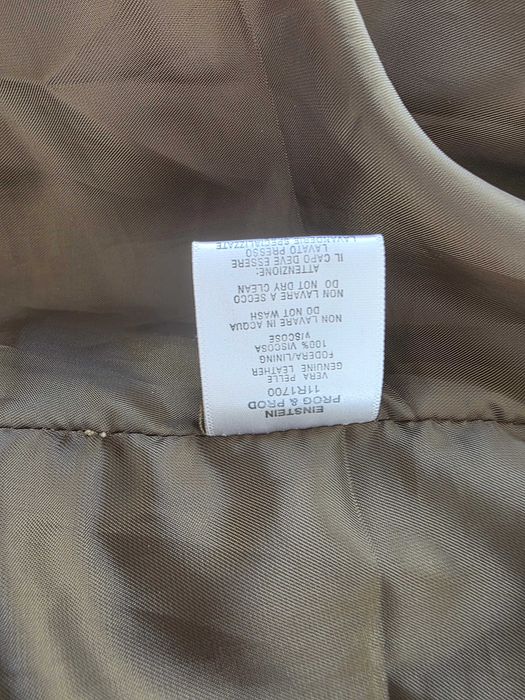 EINSTEIN
PROG & PROD
11R1700
VERA PELLE
GENUINE LEATHER
FODERA/LINING
100% VISCOSA
VISCOSE
NON LAVARE IN ACQUA
DO NOT WASH
NON LAVARE A SECCO
DO NOT DRY CLEAN
ATTENZIONE:
IL CAPO DEVE ESSERE
LAVATO PRESSO
LAVANDERIE SPECIALIZZATE